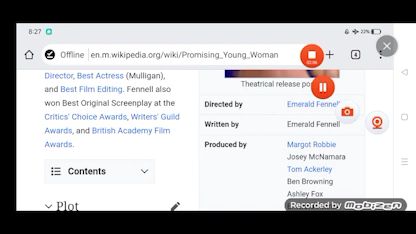 8:27
22%
Offline en.m.wikipedia.org/wiki/Promising_Young_Woman
4
Director, Best Actress (Mulligan),
and Best Film Editing. Fennell also
won Best Original Screenplay at the
Critics' Choice Awards, Writers' Guild
Awards, and British Academy Film
Awards.
Contents
Plot
Theatrical release po
Directed by Emerald Fennell
Written by Emerald Fennell
Produced by Margot Robbie
Josey McNamara
Tom Ackerley
Ben Browning
Ashley Fox
Recorded by Mobizen